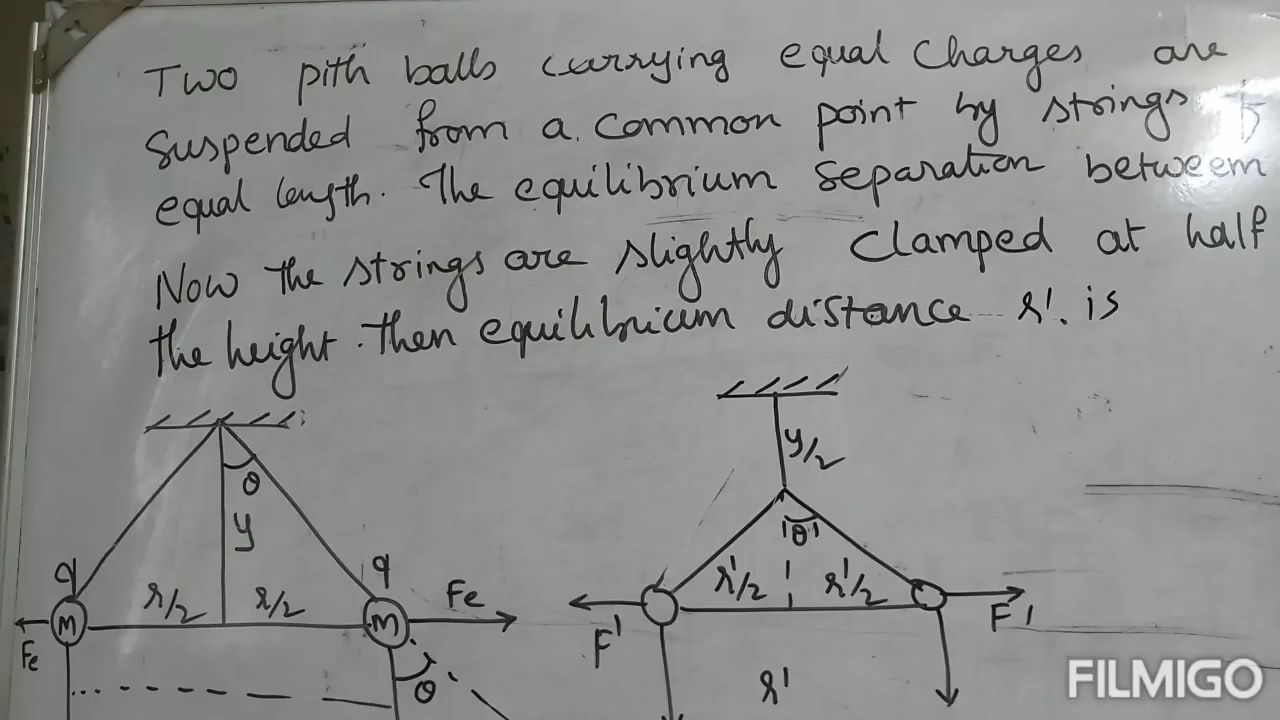 Two pith balls carrying equal charges are
suspended from a common point by strings of
equal length. The equilibrium separation betweem
Now the strings are slightly clamped at half
the height. Then equilibrium distance r'. is
y/2
θ
θ'
y
q
q
r/2
r/2
Fe
r'/2
r'/2
M
m
Fe
F'
F'
θ
r'
FILMIGO